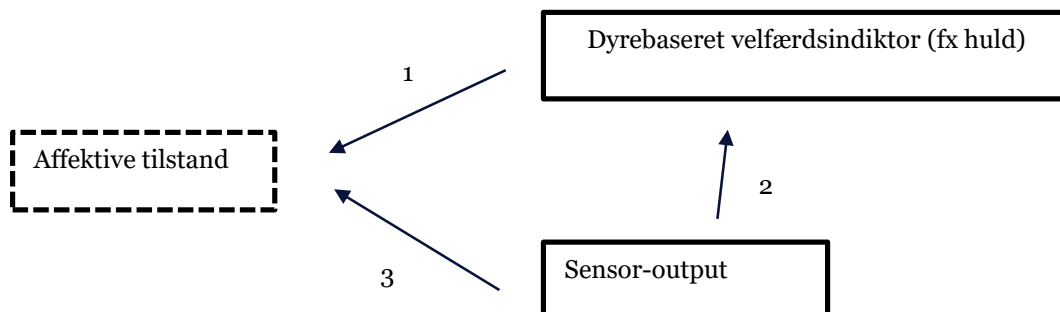 Dyrebaseret velfærdsindiktor (fx huld)
1
Affektive tilstand
2
3
Sensor-output